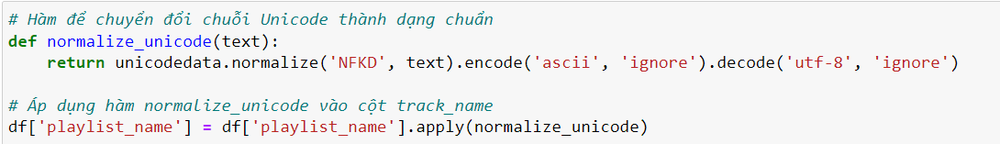 # Hàm để chuyển đổi chuỗi Unicode thành dạng chuẩn
def normalize_unicode(text):
    return unicodedata.normalize('NFKD', text).encode('ascii', 'ignore').decode('utf-8', 'ignore')

# Áp dụng hàm normalize_unicode vào cột track_name
df['playlist_name'] = df['playlist_name'].apply(normalize_unicode)